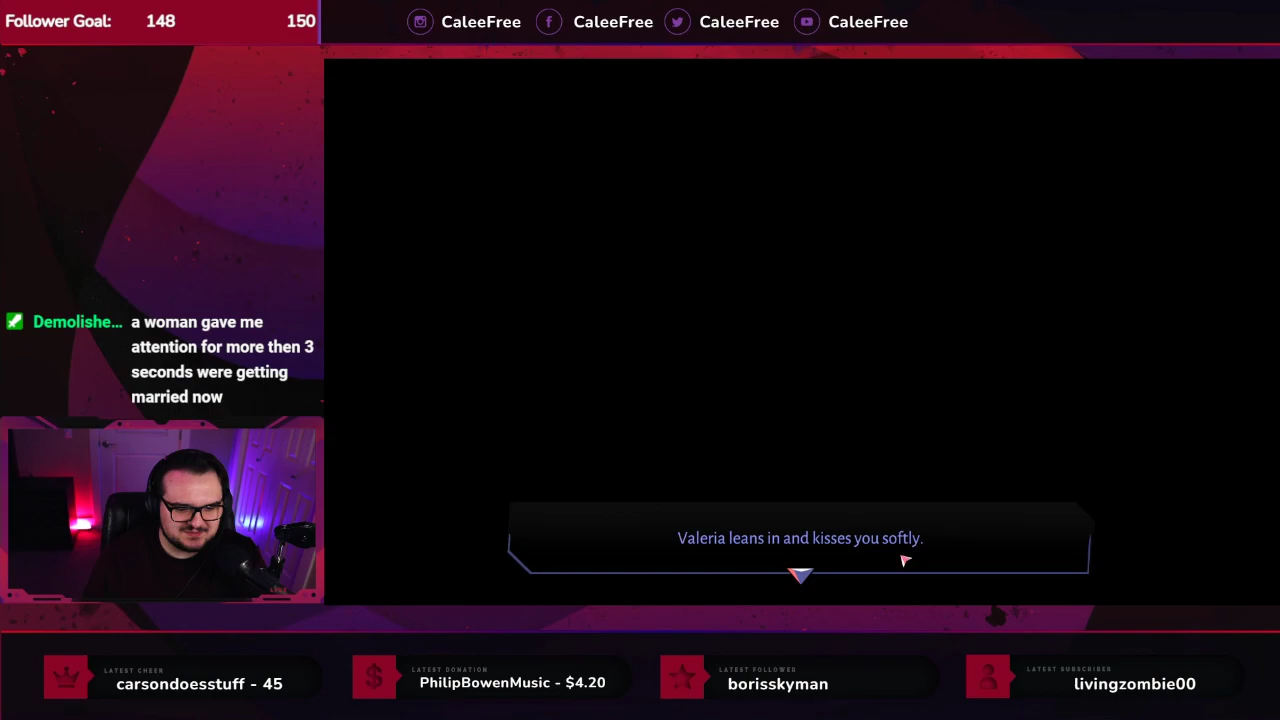 Follower Goal: 148 150
CaleeFree CaleeFree CaleeFree CaleeFree
Demolishe... a woman gave me
attention for more then 3
seconds were getting
married now
Valeria leans in and kisses you softly.
LATEST CHEER
carsondoesstuff - 45
LATEST DONATION
PhilipBowenMusic - $4.20
LATEST FOLLOWER
borisskyman
LATEST SUBSCRIBER
livingzombie00